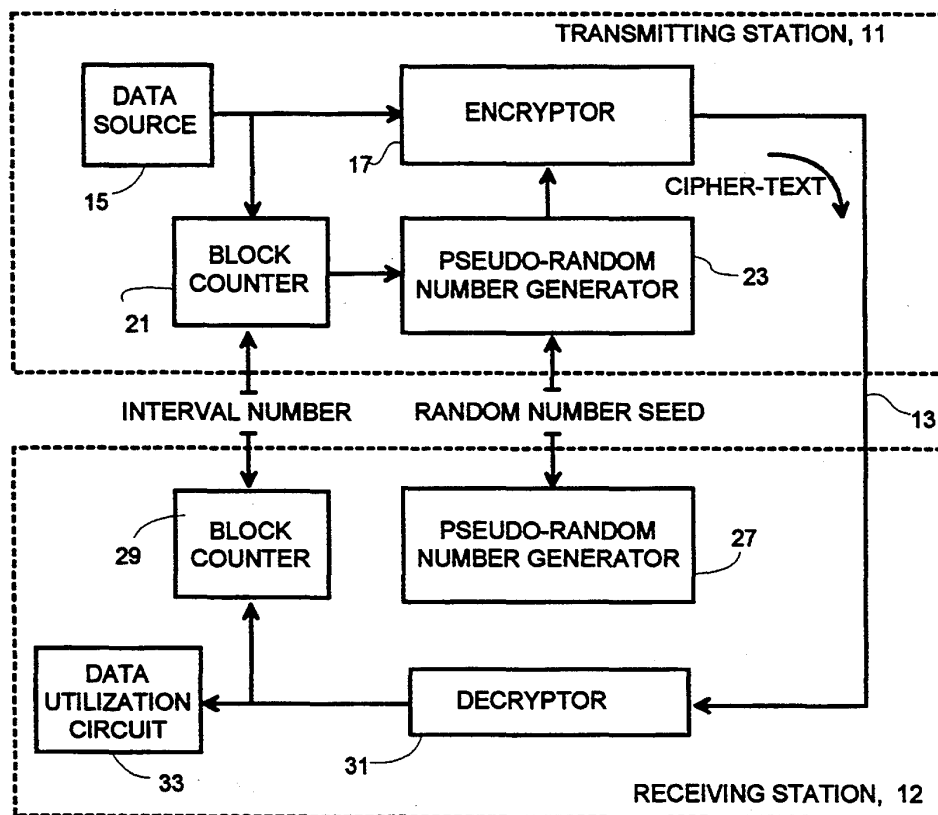 TRANSMITTING STATION, 11
DATA
SOURCE
15
ENCRYPTOR
17
CIPHER-TEXT
BLOCK
COUNTER
21
PSEUDO-RANDOM
NUMBER GENERATOR
23
INTERVAL NUMBER
RANDOM NUMBER SEED
13
BLOCK
COUNTER
29
PSEUDO-RANDOM
NUMBER GENERATOR
27
DATA
UTILIZATION
CIRCUIT
33
DECRYPTOR
31
RECEIVING STATION, 12